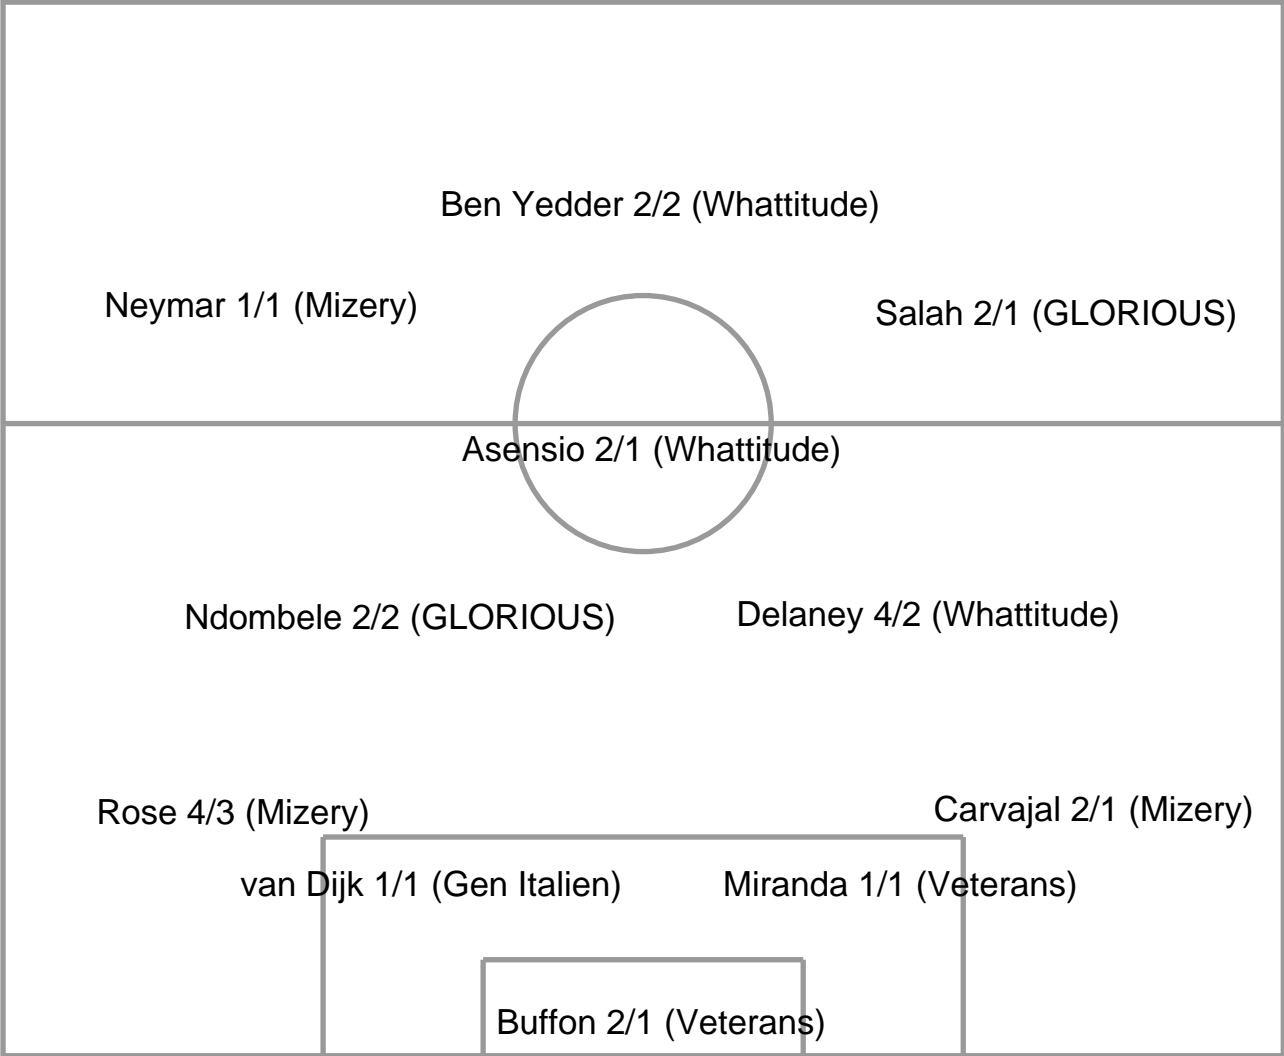 Ben Yedder 2/2 (Whattitude)
Neymar 1/1 (Mizery)
Salah 2/1 (GLORIOUS)
Asensio 2/1 (Whattitude)
Ndombele 2/2 (GLORIOUS)
Delaney 4/2 (Whattitude)
Rose 4/3 (Mizery)
Carvajal 2/1 (Mizery)
van Dijk 1/1 (Gen Italien)
Miranda 1/1 (Veterans)
Buffon 2/1 (Veterans)